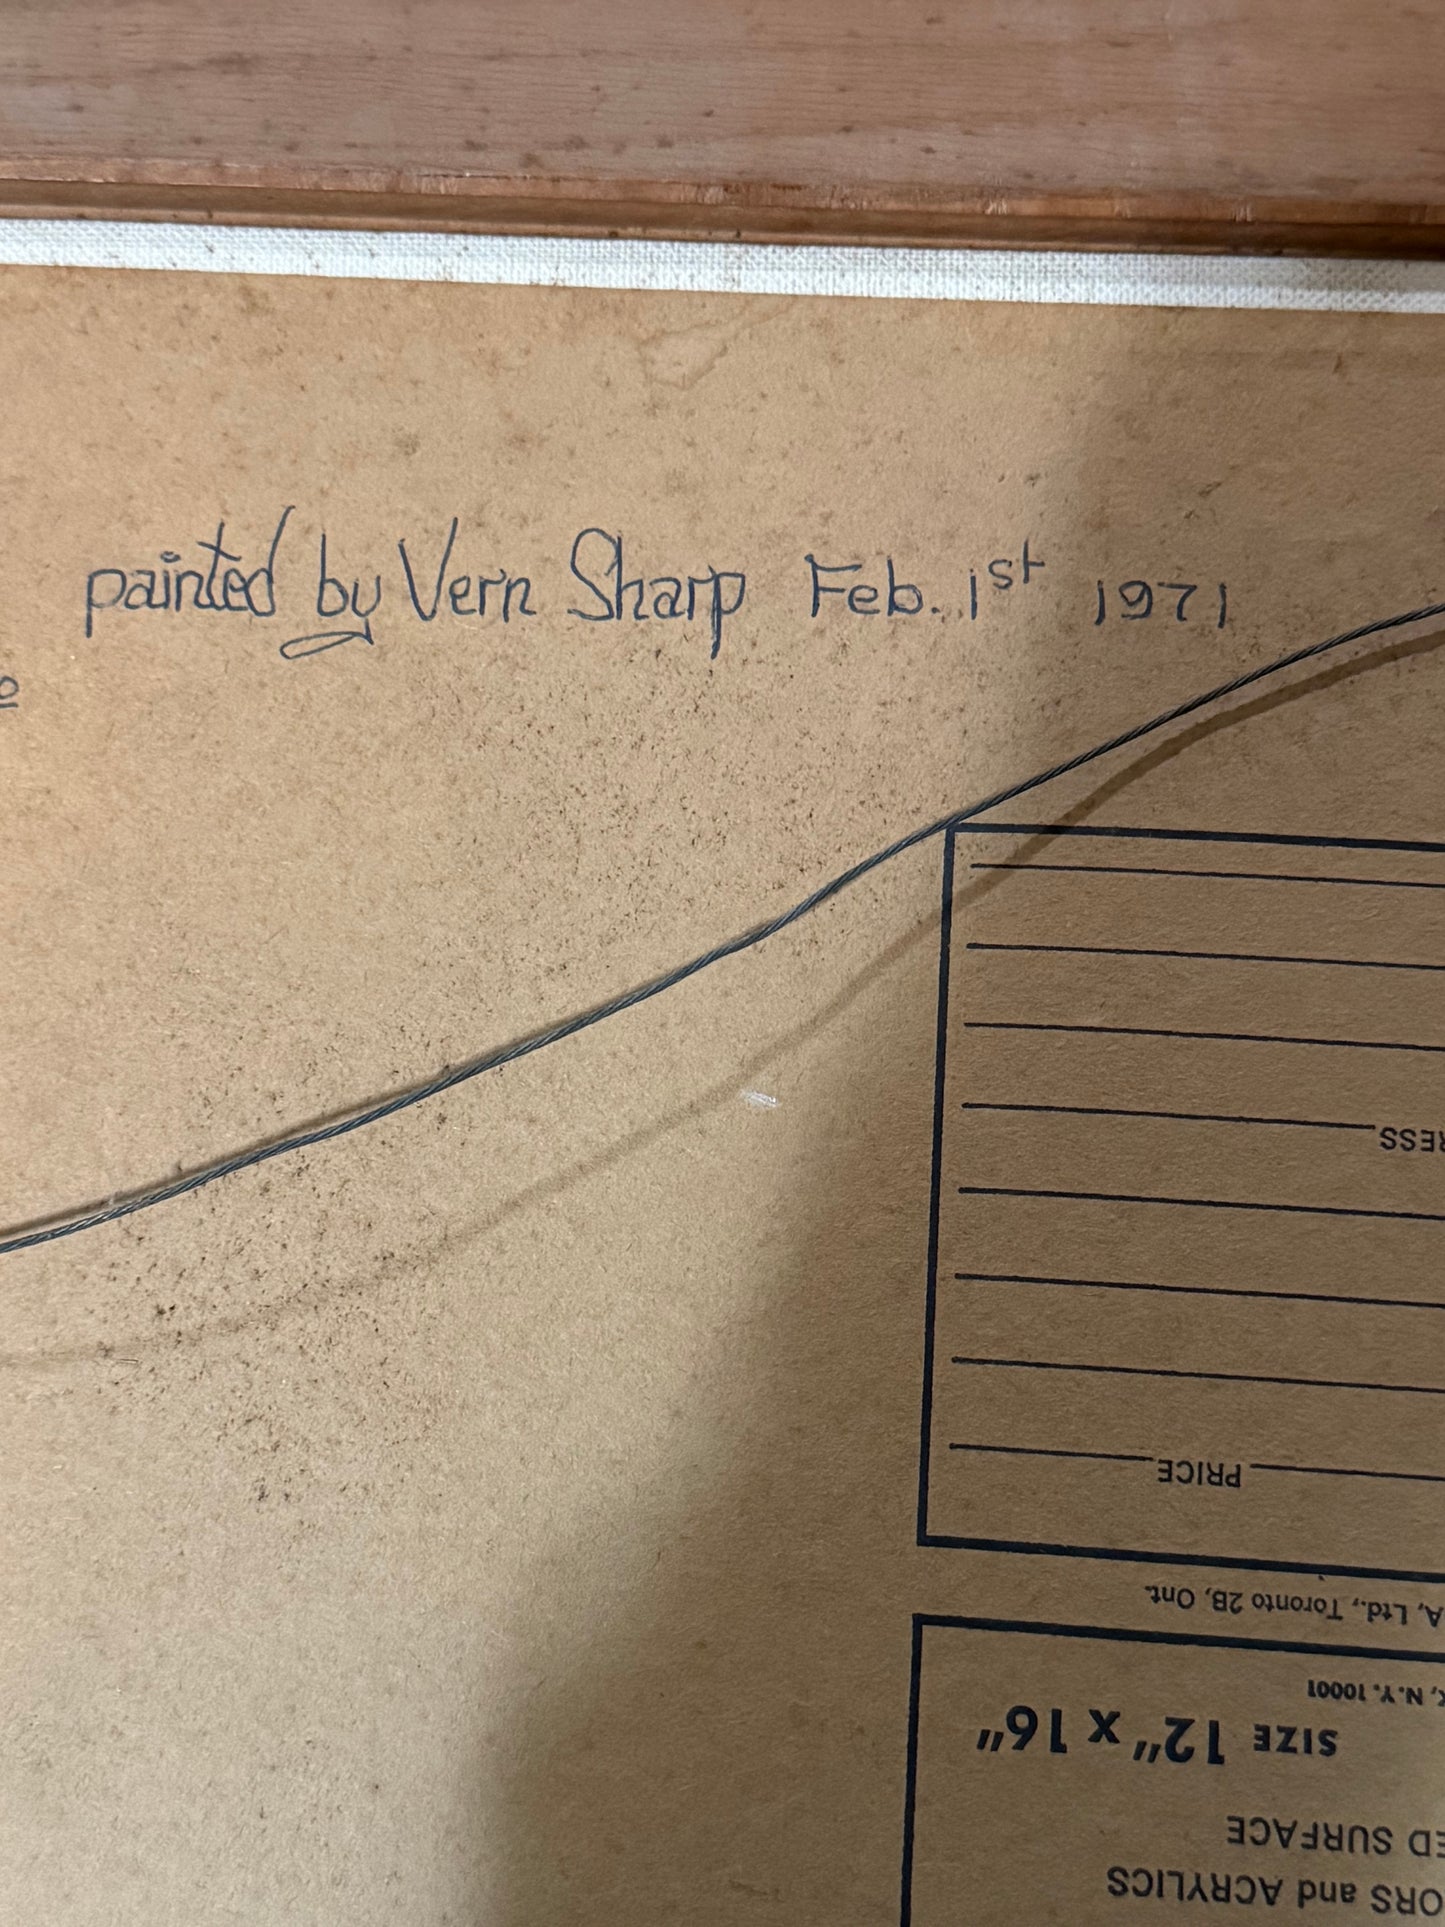 painted by Vern Sharp Feb. 1st 1971
ORS and ACRYLICS
ED SURFACE
SIZE 12" x 16"
, N.Y. 10001
A, Ltd., Toronto 2B, Ont.
PRICE
RESS